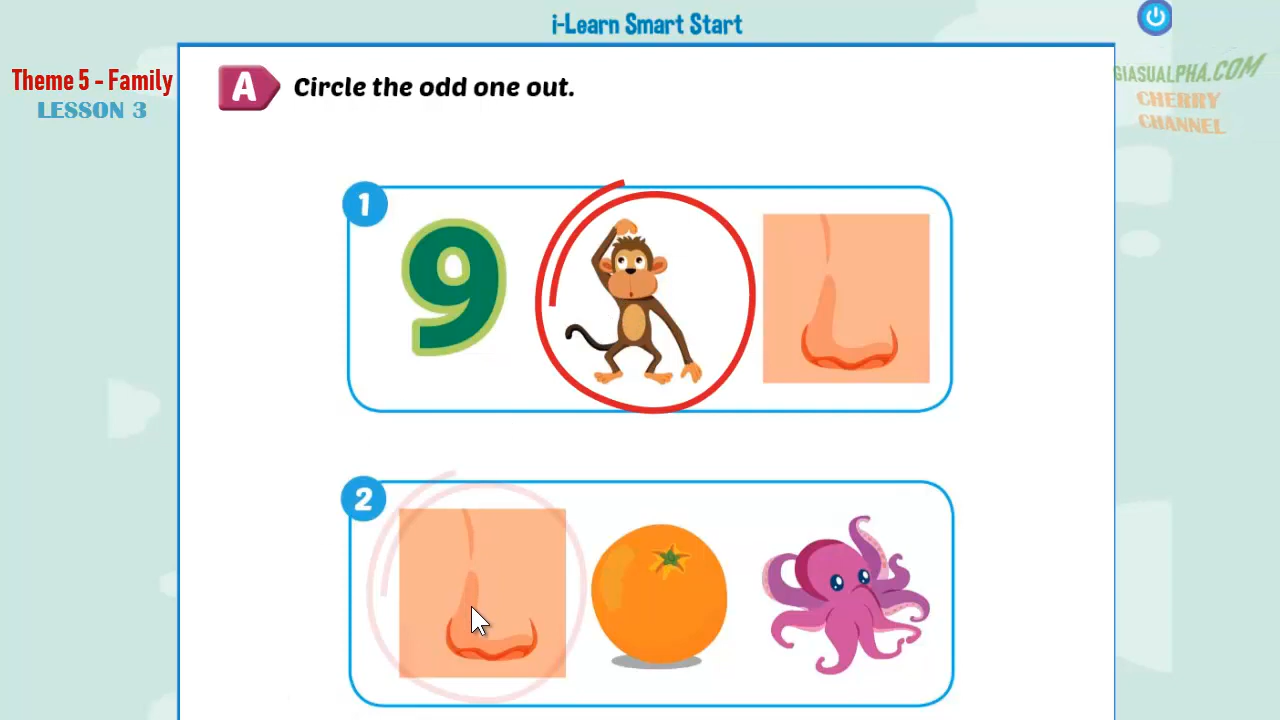 i-Learn Smart Start
Theme 5 - Family
LESSON 3
A Circle the odd one out.
GIASUALPHA.COM
CHERRY
CHANNEL
1
9
2